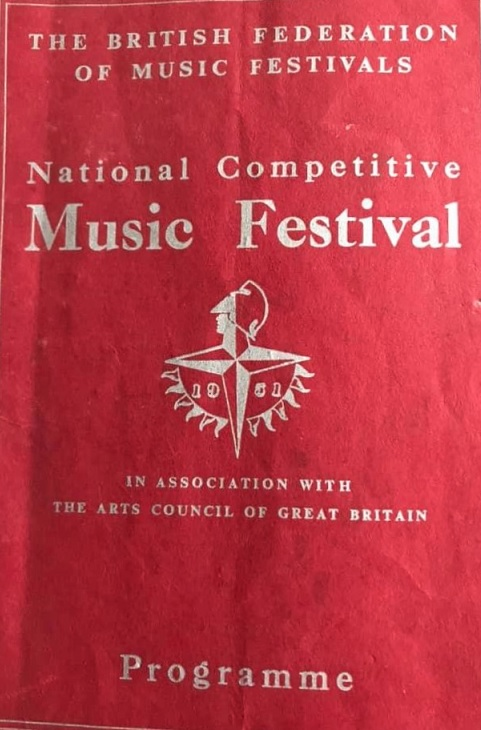 THE BRITISH FEDERATION
OF MUSIC FESTIVALS
National Competitive
Music Festival
19 51
IN ASSOCIATION WITH
THE ARTS COUNCIL OF GREAT BRITAIN
Programme